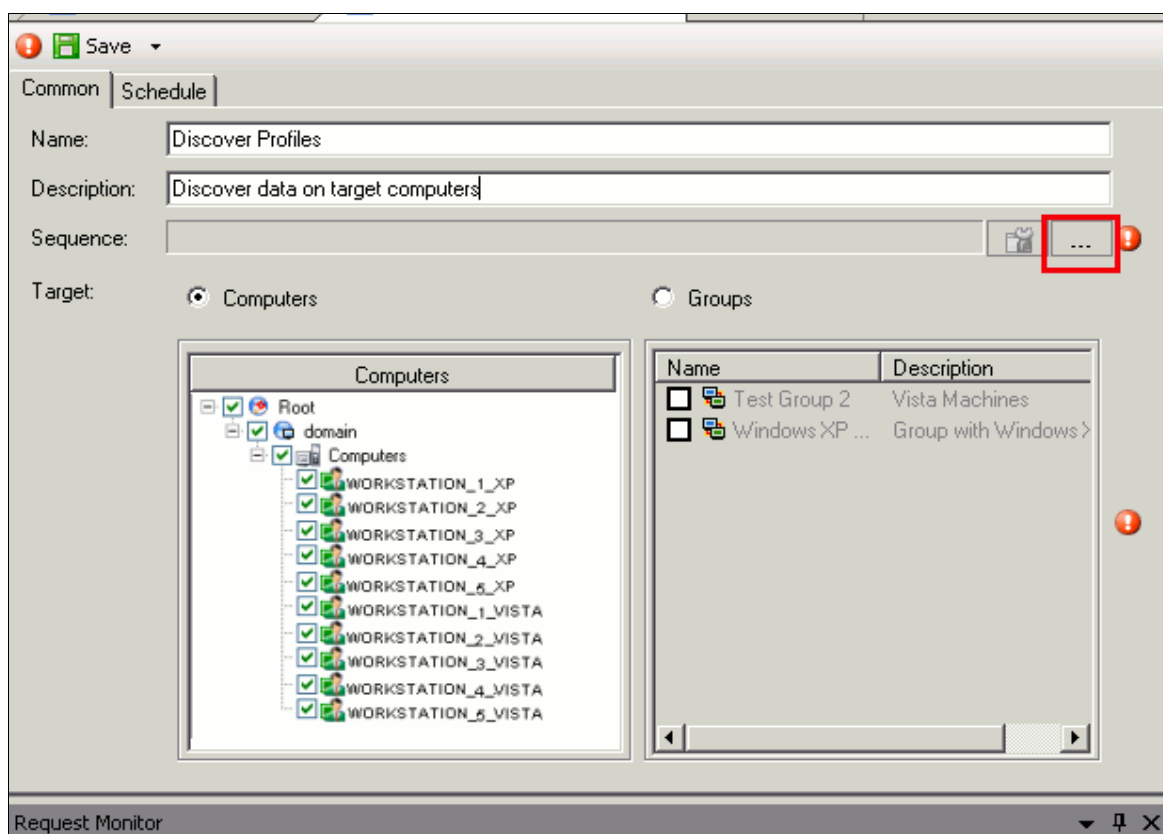 Save
Common Schedule
Name: Discover Profiles
Description: Discover data on target computers
Sequence: ...
Target: Computers Groups
Computers Name Description
Root Test Group 2 Vista Machines
domain Windows XP ... Group with Windows X
Computers
WORKSTATION_1_XP
WORKSTATION_2_XP
WORKSTATION_3_XP
WORKSTATION_4_XP
WORKSTATION_5_XP
WORKSTATION_1_VISTA
WORKSTATION_2_VISTA
WORKSTATION_3_VISTA
WORKSTATION_4_VISTA
WORKSTATION_5_VISTA
Request Monitor